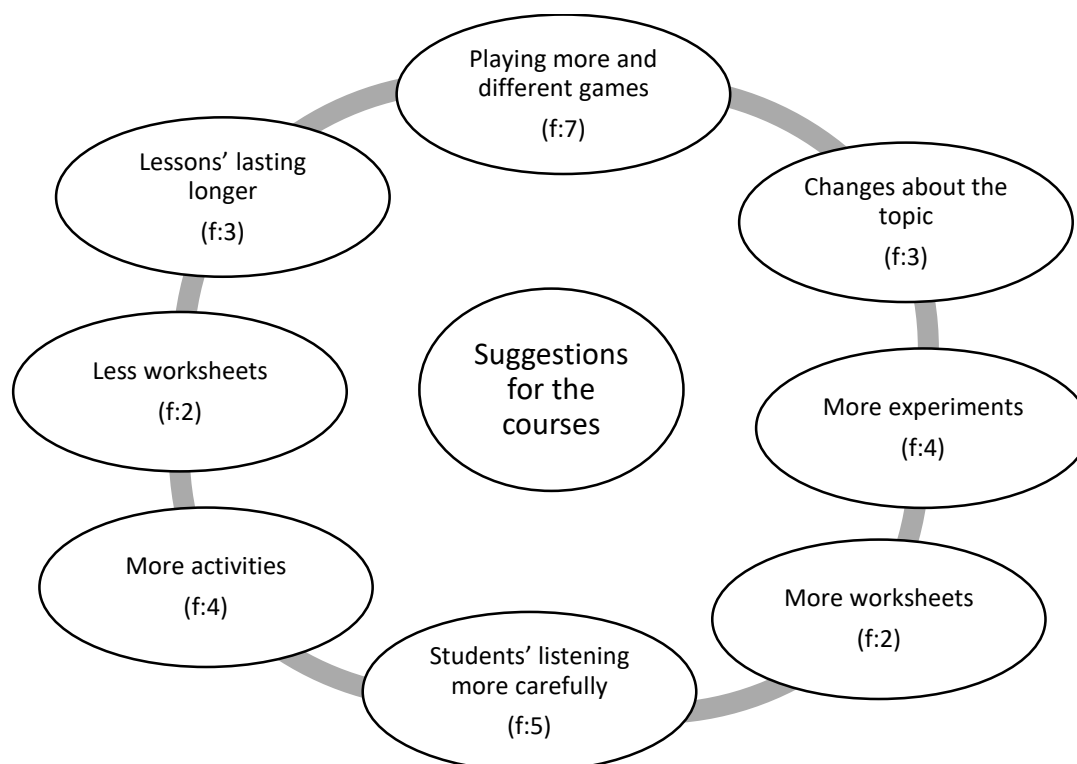 Playing more and
different games
(f:7)
Changes about the
topic
(f:3)
More experiments
(f:4)
More worksheets
(f:2)
Students’ listening
more carefully
(f:5)
More activities
(f:4)
Less worksheets
(f:2)
Lessons’ lasting
longer
(f:3)
Suggestions
for the
courses